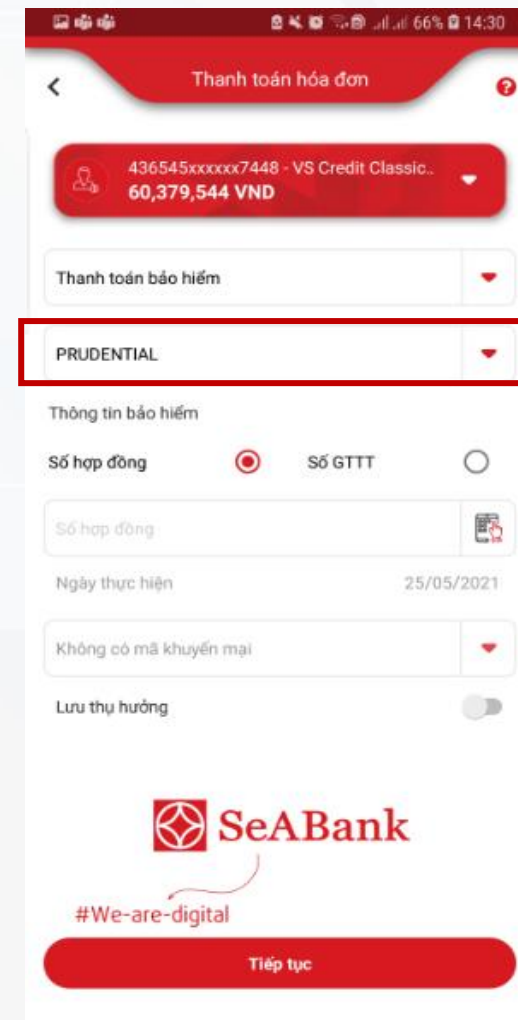 66% 14:30
Thanh toán hóa đơn
436545xxxxxx7448 - VS Credit Classic..
60,379,544 VND
Thanh toán bảo hiểm
PRUDENTIAL
Thông tin bảo hiểm
Số hợp đồng Số GTTT
Số hợp đồng
Ngày thực hiện 25/05/2021
Không có mã khuyến mại
Lưu thụ hưởng
SeABank
#We-are-digital
Tiếp tục